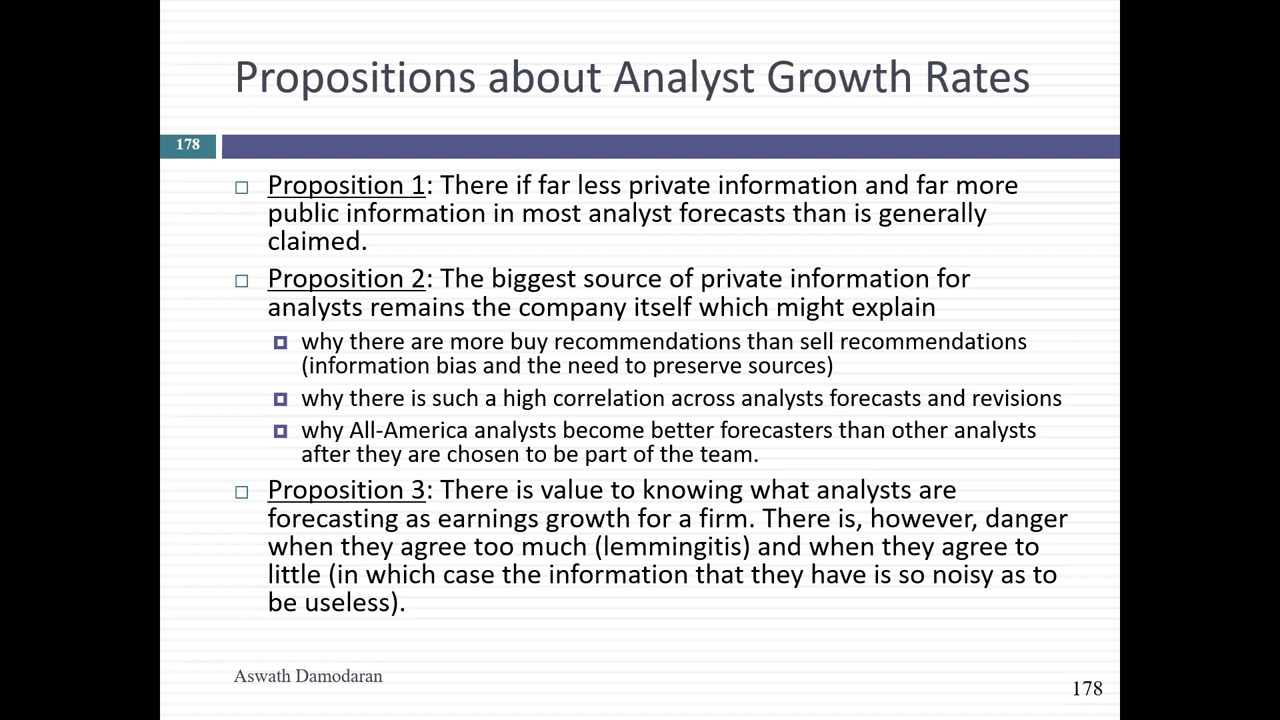 Propositions about Analyst Growth Rates
178
Proposition 1: There if far less private information and far more
public information in most analyst forecasts than is generally
claimed.
Proposition 2: The biggest source of private information for
analysts remains the company itself which might explain
why there are more buy recommendations than sell recommendations
(information bias and the need to preserve sources)
why there is such a high correlation across analysts forecasts and revisions
why All-America analysts become better forecasters than other analysts
after they are chosen to be part of the team.
Proposition 3: There is value to knowing what analysts are
forecasting as earnings growth for a firm. There is, however, danger
when they agree too much (lemmingitis) and when they agree to
little (in which case the information that they have is so noisy as to
be useless).
Aswath Damodaran
178